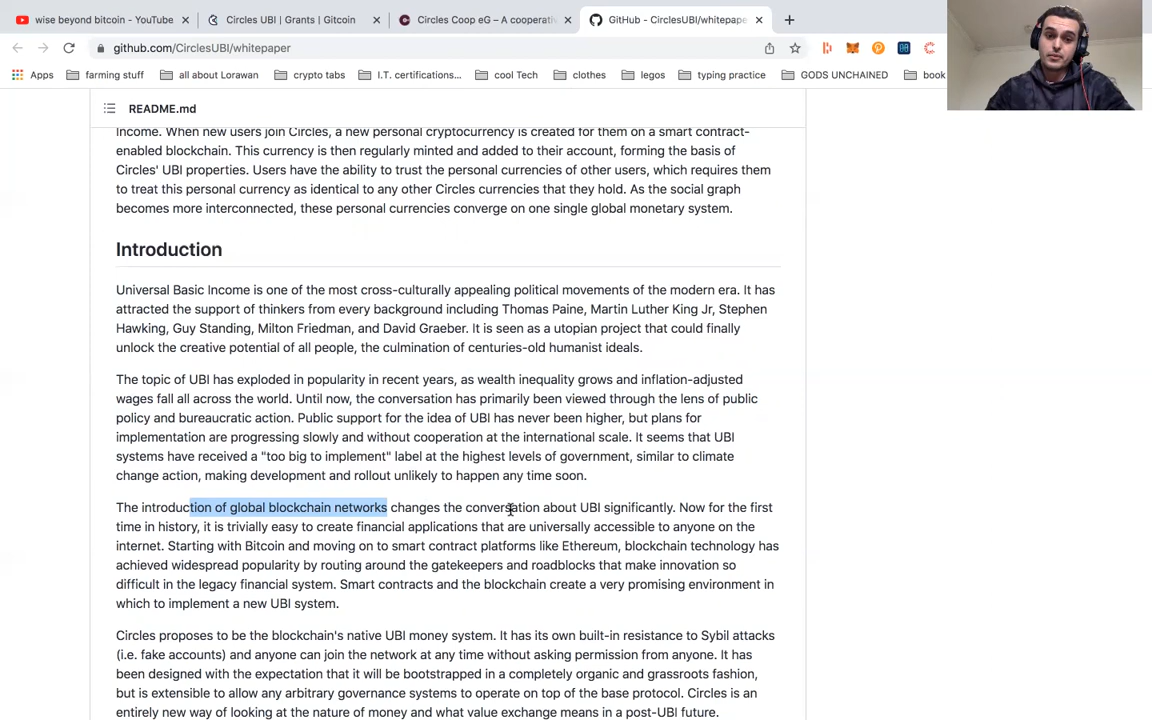 wise beyond bitcoin - YouTube
Circles UBI | Grants | Gitcoin
Circles Coop eG – A cooperativ
GitHub - CirclesUBI/whitepape
github.com/CirclesUBI/whitepaper
Apps
farming stuff
all about Lorawan
crypto tabs
I.T. certifications...
cool Tech
clothes
legos
typing practice
GODS UNCHAINED
book
README.md
Income. When new users join Circles, a new personal cryptocurrency is created for them on a smart contract-
enabled blockchain. This currency is then regularly minted and added to their account, forming the basis of
Circles' UBI properties. Users have the ability to trust the personal currencies of other users, which requires them
to treat this personal currency as identical to any other Circles currencies that they hold. As the social graph
becomes more interconnected, these personal currencies converge on one single global monetary system.
Introduction
Universal Basic Income is one of the most cross-culturally appealing political movements of the modern era. It has
attracted the support of thinkers from every background including Thomas Paine, Martin Luther King Jr, Stephen
Hawking, Guy Standing, Milton Friedman, and David Graeber. It is seen as a utopian project that could finally
unlock the creative potential of all people, the culmination of centuries-old humanist ideals.
The topic of UBI has exploded in popularity in recent years, as wealth inequality grows and inflation-adjusted
wages fall all across the world. Until now, the conversation has primarily been viewed through the lens of public
policy and bureaucratic action. Public support for the idea of UBI has never been higher, but plans for
implementation are progressing slowly and without cooperation at the international scale. It seems that UBI
systems have received a "too big to implement" label at the highest levels of government, similar to climate
change action, making development and rollout unlikely to happen any time soon.
The introduction of global blockchain networks changes the conversation about UBI significantly. Now for the first
time in history, it is trivially easy to create financial applications that are universally accessible to anyone on the
internet. Starting with Bitcoin and moving on to smart contract platforms like Ethereum, blockchain technology has
achieved widespread popularity by routing around the gatekeepers and roadblocks that make innovation so
difficult in the legacy financial system. Smart contracts and the blockchain create a very promising environment in
which to implement a new UBI system.
Circles proposes to be the blockchain's native UBI money system. It has its own built-in resistance to Sybil attacks
(i.e. fake accounts) and anyone can join the network at any time without asking permission from anyone. It has
been designed with the expectation that it will be bootstrapped in a completely organic and grassroots fashion,
but is extensible to allow any arbitrary governance systems to operate on top of the base protocol. Circles is an
entirely new way of looking at the nature of money and what value exchange means in a post-UBI future.